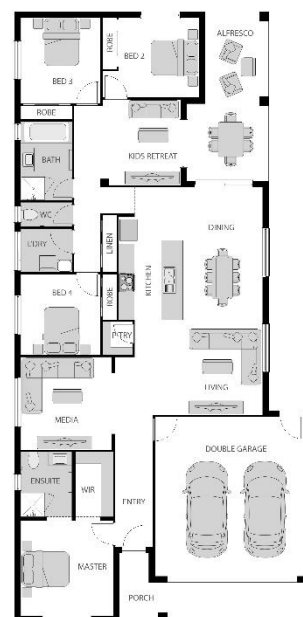 ALFRESCO
ROBE
BED 2
BED 3
ROBE
KIDS RETREAT
BATH
WC
L'DRY
LINEN
DINING
KITCHEN
BED 4
ROBE
P'TRY
LIVING
MEDIA
DOUBLE GARAGE
ENSUITE
WIR
ENTRY
MASTER
PORCH